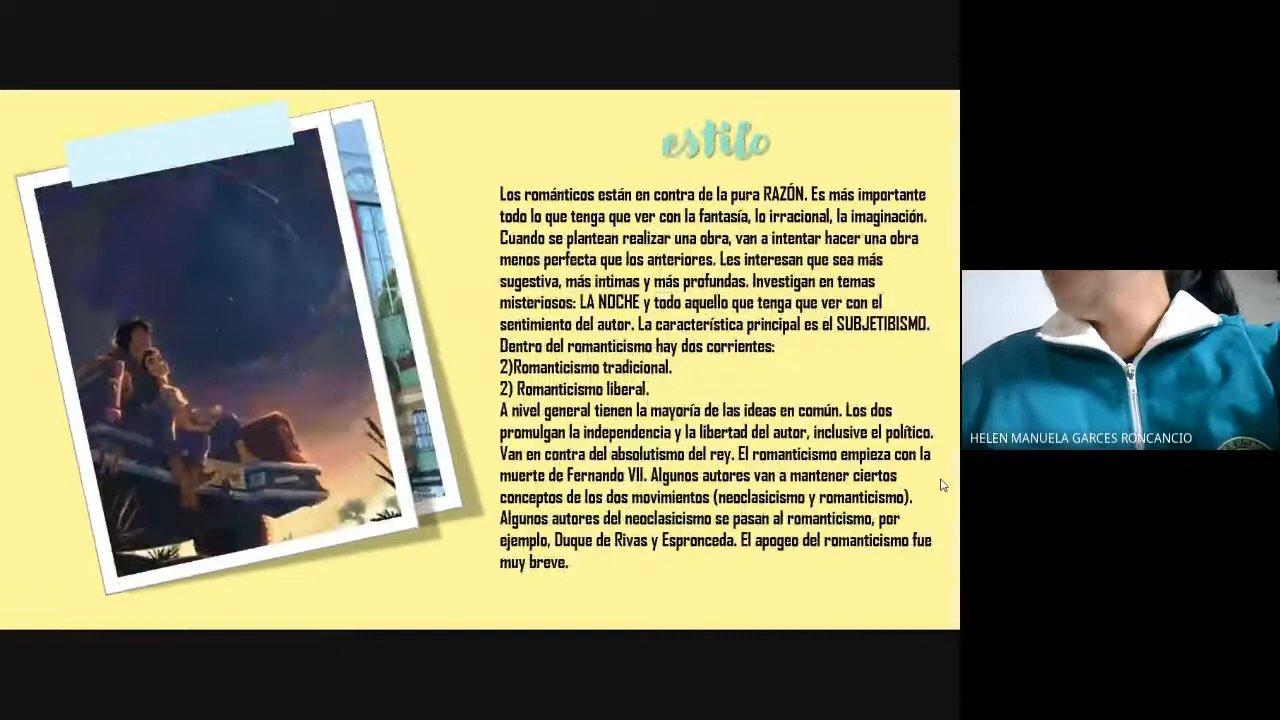 estilo
Los románticos están en contra de la pura RAZÓN. Es más importante
todo lo que tenga que ver con la fantasía, lo irracional, la imaginación.
Cuando se plantean realizar una obra, van a intentar hacer una obra
menos perfecta que los anteriores. Les interesan que sea más
sugestiva, más intimas y más profundas. Investigan en temas
misteriosos: LA NOCHE y todo aquello que tenga que ver con el
sentimiento del autor. La característica principal es el SUBJETIBISMO.
Dentro del romanticismo hay dos corrientes:
2)Romanticismo tradicional.
2) Romanticismo liberal.
A nivel general tienen la mayoría de las ideas en común. Los dos
promulgan la independencia y la libertad del autor, inclusive el político.
Van en contra del absolutismo del rey. El romanticismo empieza con la
muerte de Fernando VII. Algunos autores van a mantener ciertos
conceptos de los dos movimientos (neoclasicismo y romanticismo).
Algunos autores del neoclasicismo se pasan al romanticismo, por
ejemplo, Duque de Rivas y Espronceda. El apogeo del romanticismo fue
muy breve.
HELEN MANUELA GARCES RONCANCIO